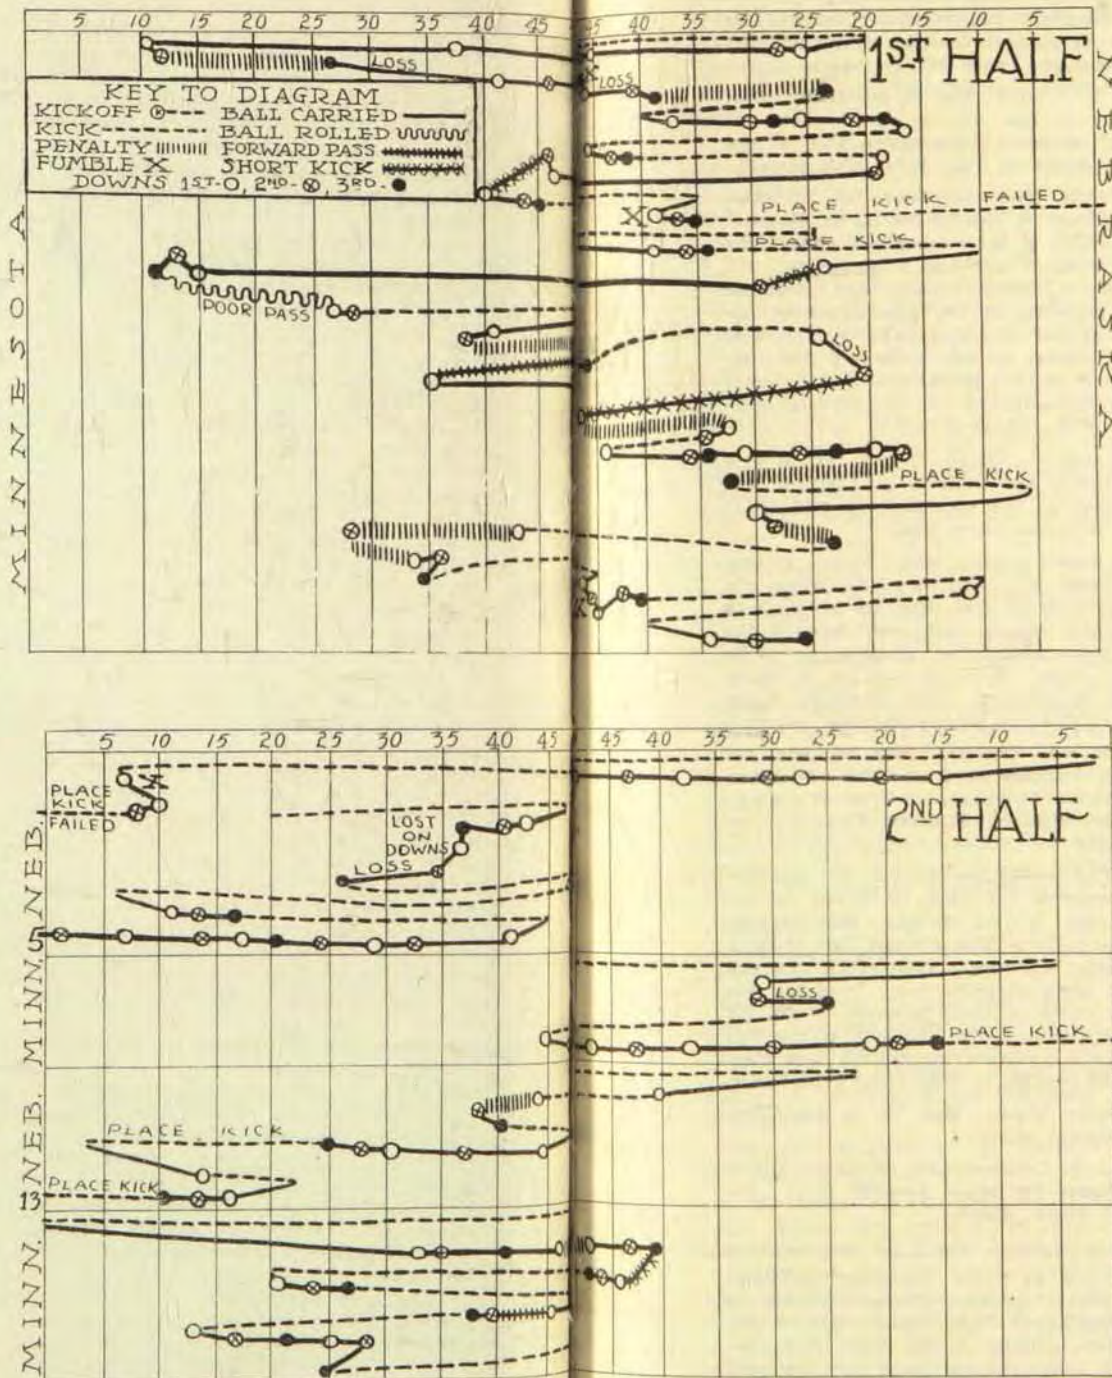 5 10 15 20 25 30 35 40 45 45 40 30 25 20 15 10 5
1ST HALF
LOSS
LOSS
KEY TO DIAGRAM
KICKOFF BALL CARRIED
KICK BALL ROLLED
PENALTY FORWARD PASS
FUMBLE X SHORT KICK
DOWNS 1ST-O, 2ND-⊗, 3RD-●
MINNESOTA
NEBRASKA
PLACE KICK FAILED
PLACE KICK
POOR PASS
LOSS
PLACE KICK
5 10 15 20 25 30 35 40 45 45 40 30 25 20 15 10 5
2ND HALF
PLACE
KICK
FAILED
LOST
ON
DOWNS
LOSS
NEB.
5
MINN.
LOSS
PLACE KICK
NEB.
PLACE KICK
PLACE KICK
13
MINN.